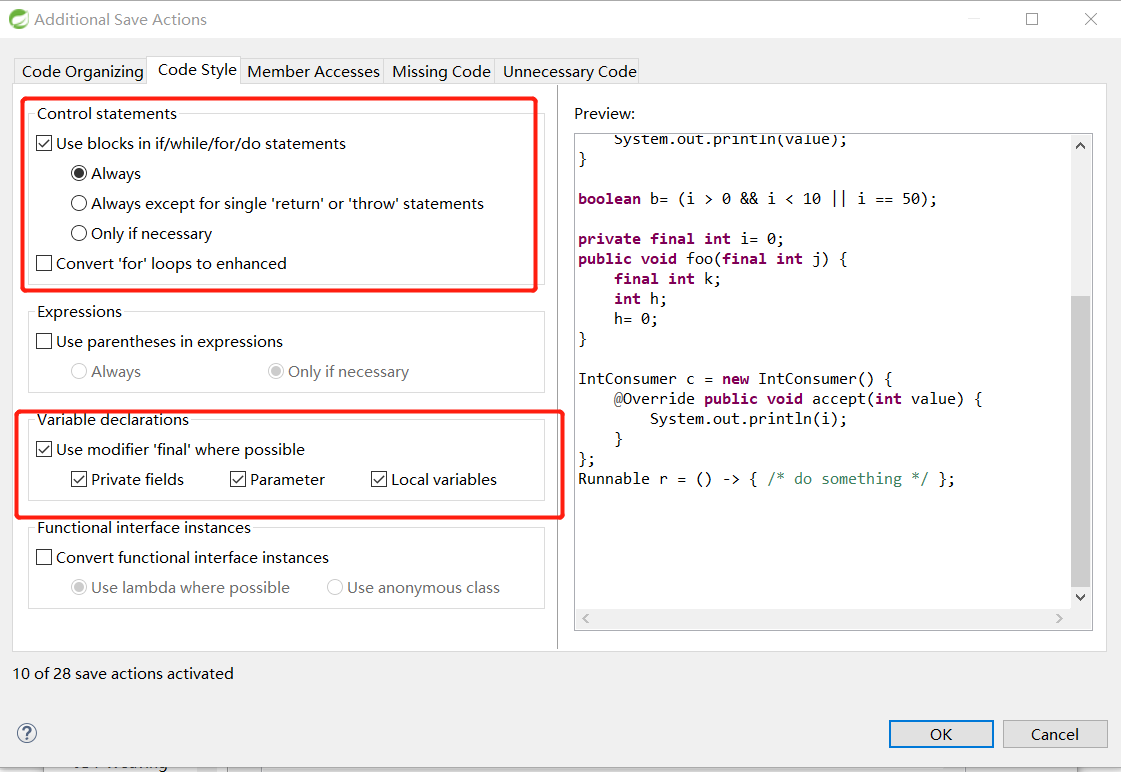 Additional Save Actions
Code Organizing Code Style Member Accesses Missing Code Unnecessary Code
Control statements
Use blocks in if/while/for/do statements
Always
Always except for single 'return' or 'throw' statements
Only if necessary
Convert 'for' loops to enhanced
Expressions
Use parentheses in expressions
Always Only if necessary
Variable declarations
Use modifier 'final' where possible
Private fields Parameter Local variables
Functional interface instances
Convert functional interface instances
Use lambda where possible Use anonymous class
Preview:
System.out.println(value);
}
boolean b= (i > 0 && i < 10 || i == 50);
private final int i= 0;
public void foo(final int j) {
final int k;
int h;
h= 0;
}
IntConsumer c = new IntConsumer() {
@Override public void accept(int value) {
System.out.println(i);
}
};
Runnable r = () -> { /* do something */ };
10 of 28 save actions activated
?
OK Cancel